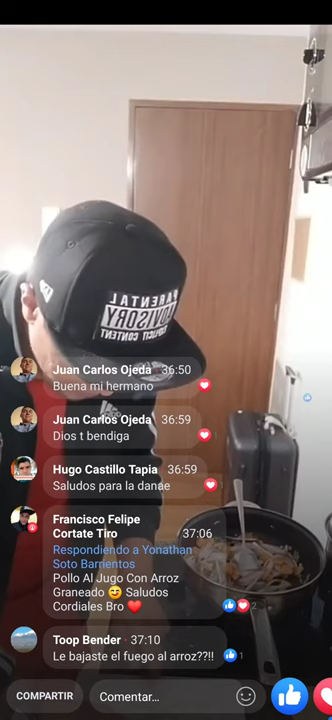 PARENTAL
ADVISORY
EXPLICIT CONTENT
Juan Carlos Ojeda 36:50
Buena mi hermano
Juan Carlos Ojeda 36:59
Dios t bendiga
Hugo Castillo Tapia 36:59
Saludos para la danae
Francisco Felipe
Cortate Tiro 37:06
Respondiendo a Yonathan
Soto Barrientos
Pollo Al Jugo Con Arroz
Graneado 😋 Saludos
Cordiales Bro ❤️
2
Toop Bender · 37:10
Le bajaste el fuego al arroz??!!
1
COMPARTIR
Comentar...